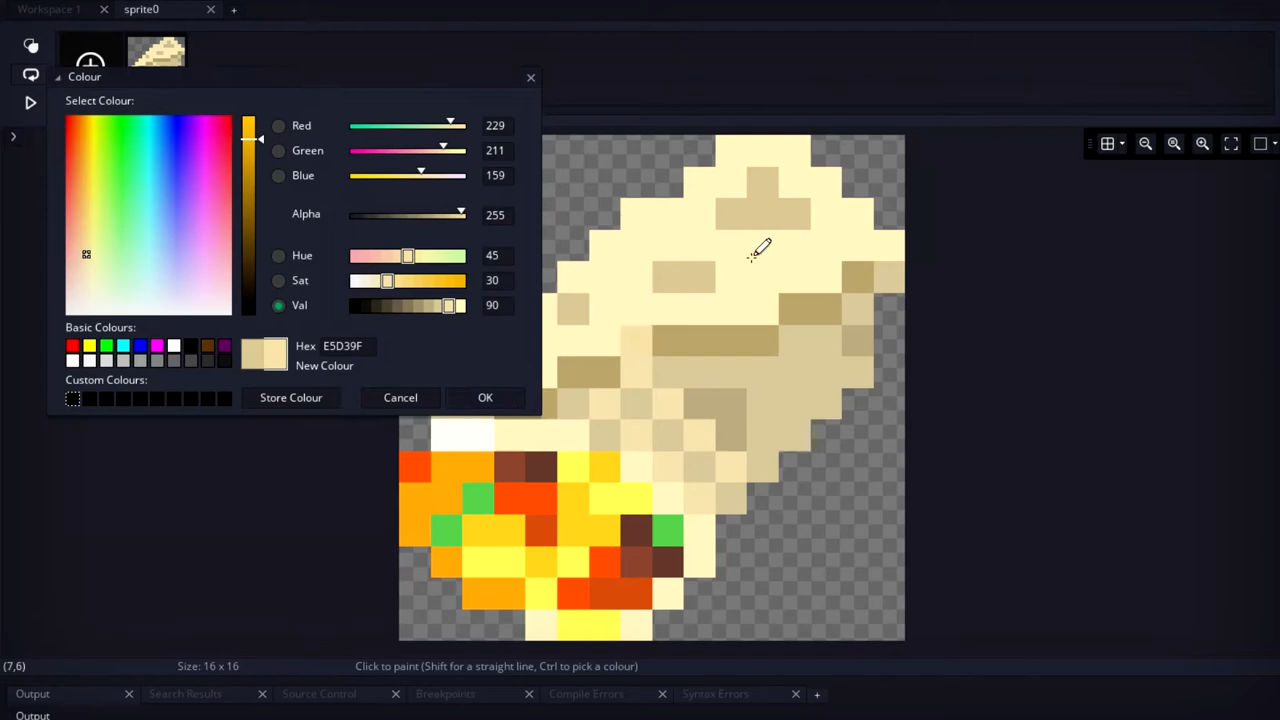 Workspace 1
sprite0
+
Colour
Select Colour:
Red 229
Green 211
Blue 159
Alpha 255
Hue 45
Sat 30
Val 90
Basic Colours:
Hex E5D39F
New Colour
Custom Colours:
Store Colour Cancel OK
(7,6) Size: 16 x 16 Click to paint (Shift for a straight line, Ctrl to pick a colour)
Output Search Results Source Control Breakpoints Compile Errors Syntax Errors +
Output